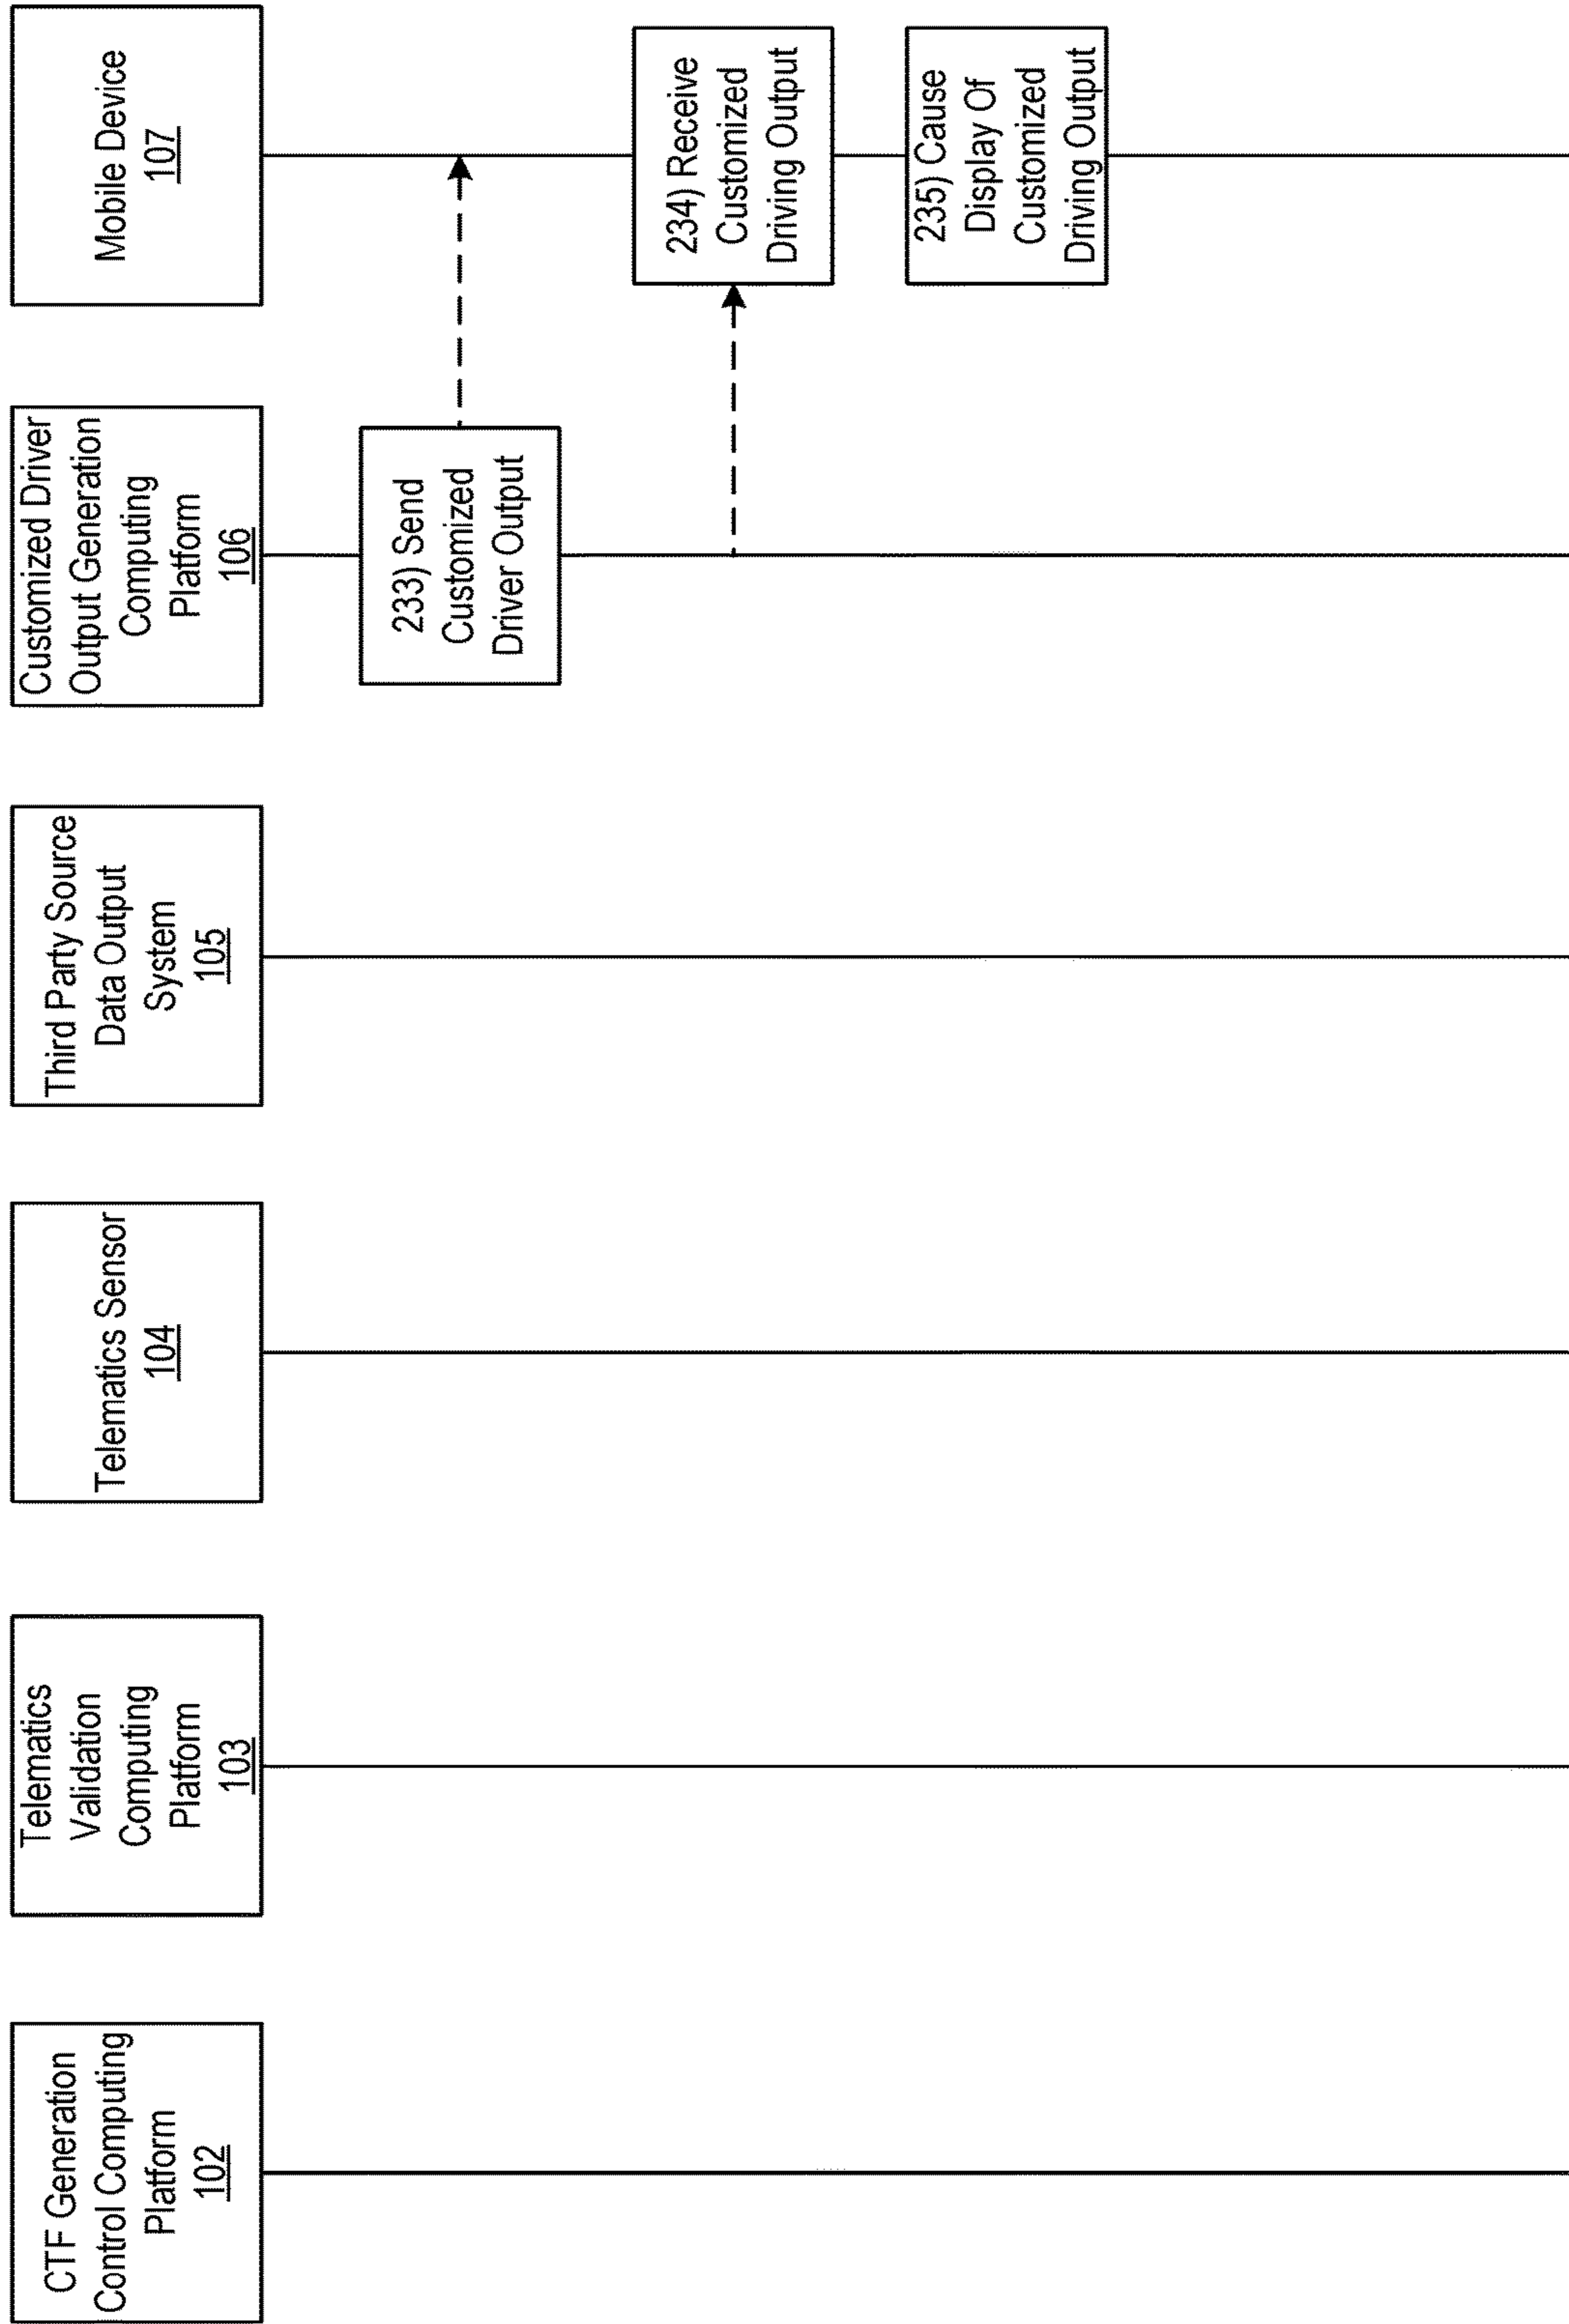 CTF Generation
Control Computing
Platform
102
Telematics
Validation
Computing
Platform
103
Telematics Sensor
104
Third Party Source
Data Output
System
105
Customized Driver
Output Generation
Computing
Platform
106
Mobile Device
107
233) Send
Customized
Driver Output
234) Receive
Customized
Driving Output
235) Cause
Display Of
Customized
Driving Output